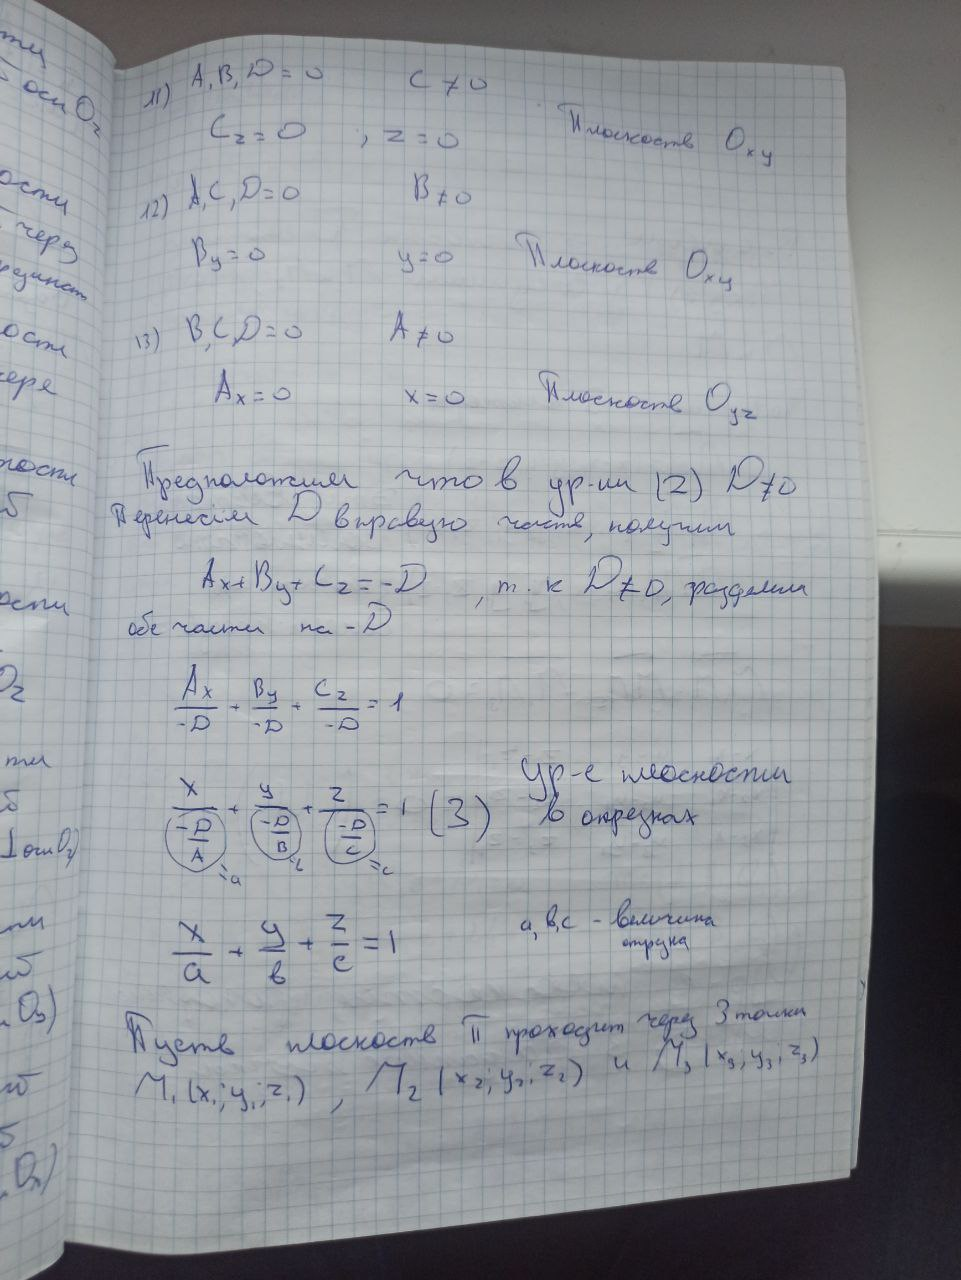 11) A, B, D = 0 C ≠ 0
Cz = 0 ; z = 0 Плоскость Oxy
12) A, C, D = 0 B ≠ 0
By = 0 y = 0 Плоскость Oxy
13) B, C, D = 0 A ≠ 0
Ax = 0 x = 0 Плоскость Oyz
Предположим что в ур-ии (2) D ≠ 0
Перенесём D в правую часть, получим
Ax + By + Cz = -D , т. к D ≠ 0, разделим
обе части на -D
Ax/-D + By/-D + Cz/-D = 1
x/(-D/A) + y/(-D/B) + z/(-D/C) = 1 (3) Ур-е плоскости
в отрезках
=a =b =c
x/a + y/в + z/c = 1 a, в, c - величина
отрезка
Пусть плоскость П проходит через 3 точки
M₁(x₁; y₁; z₁) , M₂ (x₂; y₂; z₂) и M₃ (x₃; y₃; z₃)